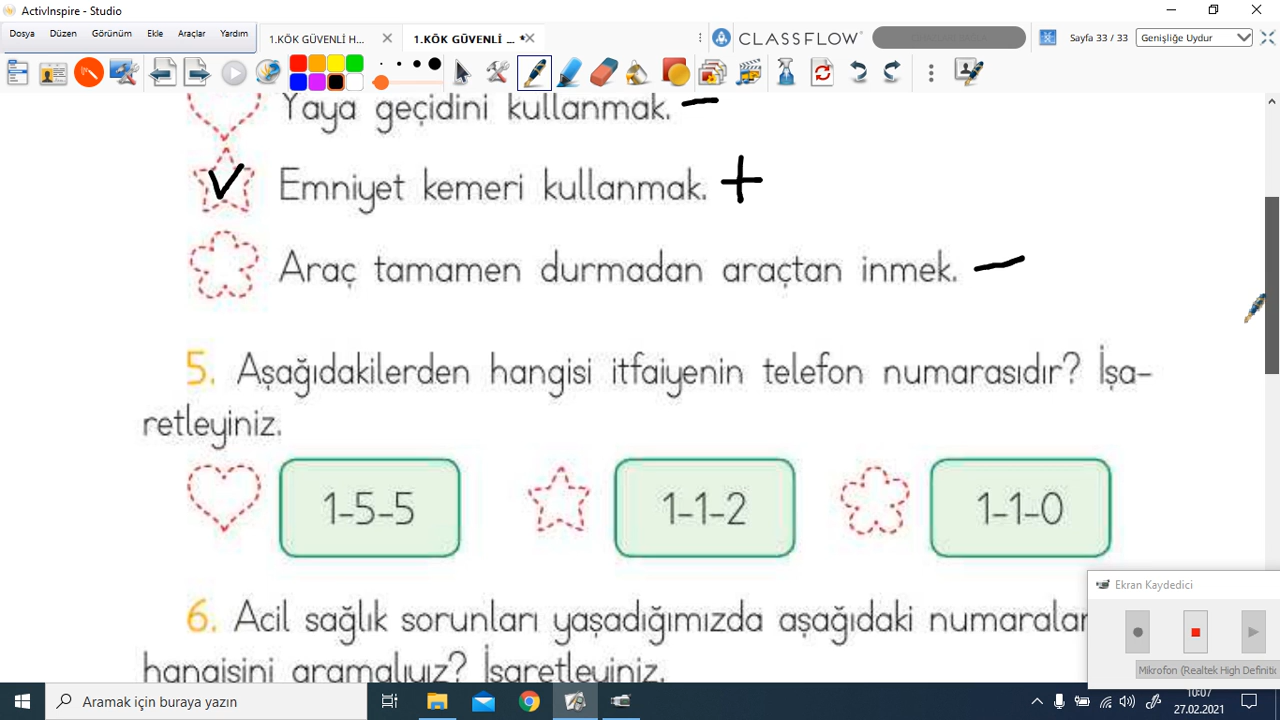 ActivInspire - Studio
Dosya Düzen Görünüm Ekle Araçlar Yardım
1.KÖK GÜVENLİ H...
1.KÖK GÜVENLİ ... *
CLASSFLOW
Sayfa 33 / 33
Genişliğe Uydur
Yaya geçidini kullanmak. –
✓ Emniyet kemeri kullanmak. +
Araç tamamen durmadan araçtan inmek. –
5. Aşağıdakilerden hangisi itfaiyenin telefon numarasıdır? İşa-
retleyiniz.
1-5-5
1-1-2
1-1-0
6. Acil sağlık sorunları yaşadığımızda aşağıdaki numaralar
hangisini aramalıyız? İşaretleyiniz.
Ekran Kaydedici
Mikrofon (Realtek High Definitic
Aramak için buraya yazın
10:07
27.02.2021